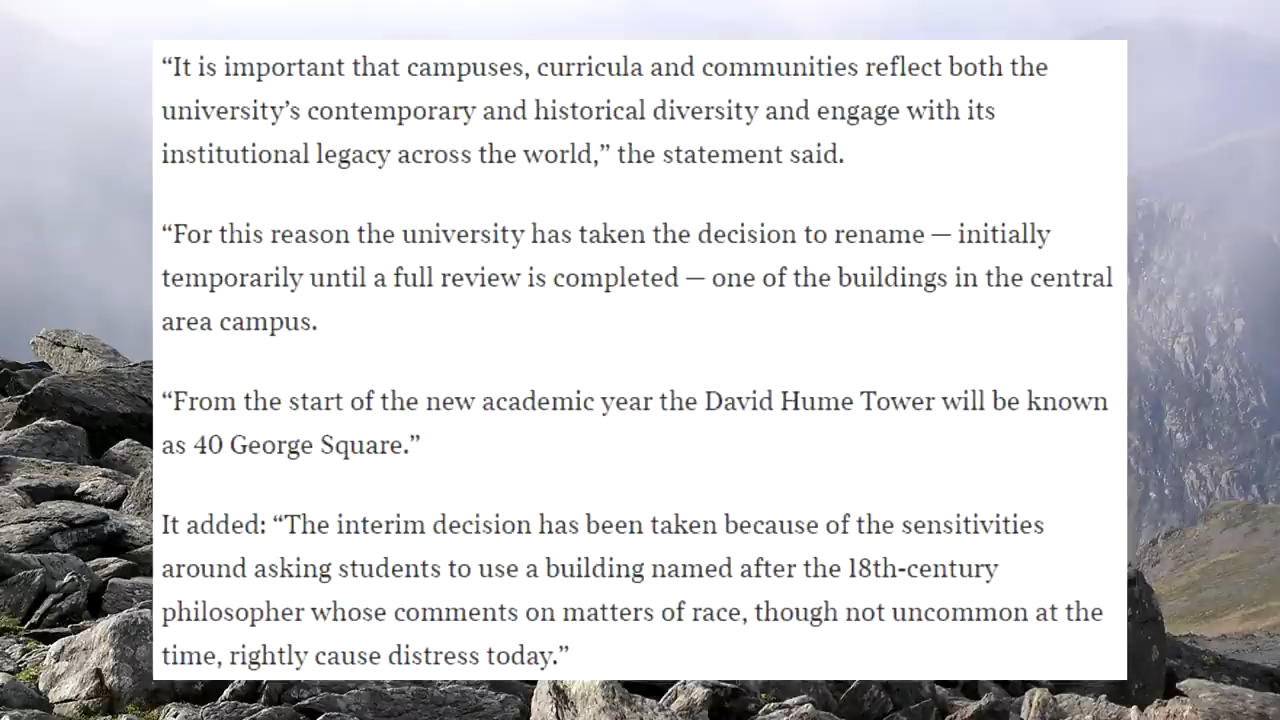 “It is important that campuses, curricula and communities reflect both the
university’s contemporary and historical diversity and engage with its
institutional legacy across the world,” the statement said.
“For this reason the university has taken the decision to rename — initially
temporarily until a full review is completed — one of the buildings in the central
area campus.
“From the start of the new academic year the David Hume Tower will be known
as 40 George Square.”
It added: “The interim decision has been taken because of the sensitivities
around asking students to use a building named after the 18th-century
philosopher whose comments on matters of race, though not uncommon at the
time, rightly cause distress today.”